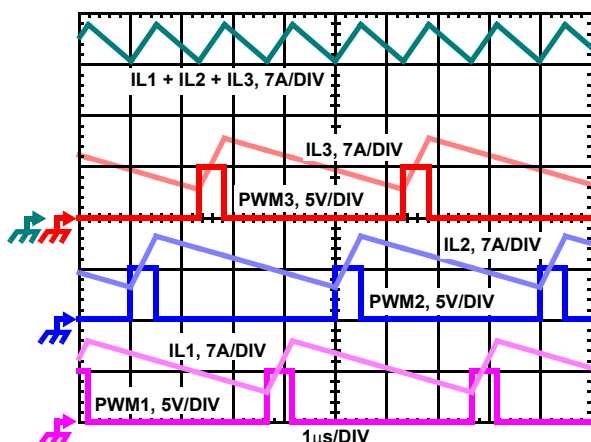 IL1 + IL2 + IL3, 7A/DIV
IL3, 7A/DIV
PWM3, 5V/DIV
IL2, 7A/DIV
PWM2, 5V/DIV
IL1, 7A/DIV
PWM1, 5V/DIV
1µs/DIV